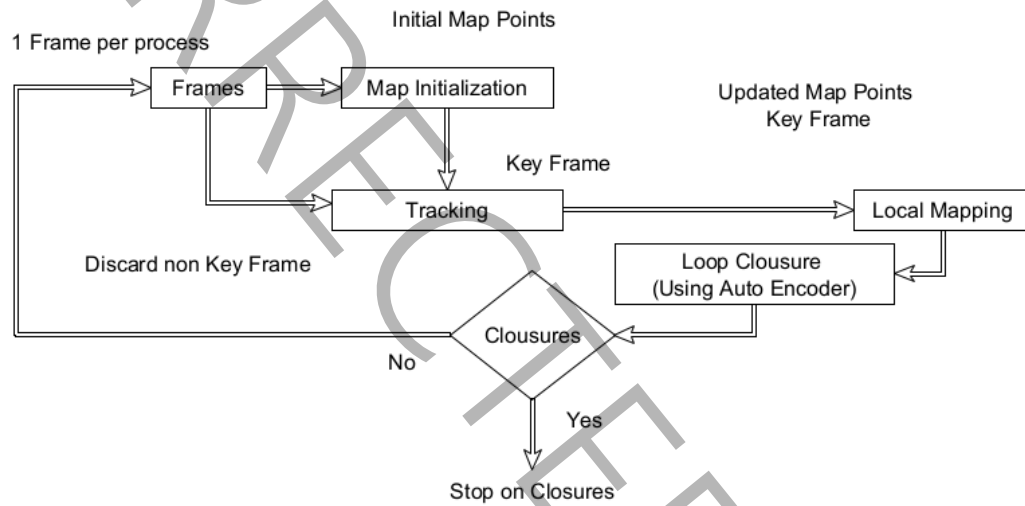 Initial Map Points
1 Frame per process
Frames
Map Initialization
Updated Map Points
Key Frame
Key Frame
Tracking
Local Mapping
Discard non Key Frame
Loop Clousure
(Using Auto Encoder)
Clousures
No
Yes
Stop on Closures